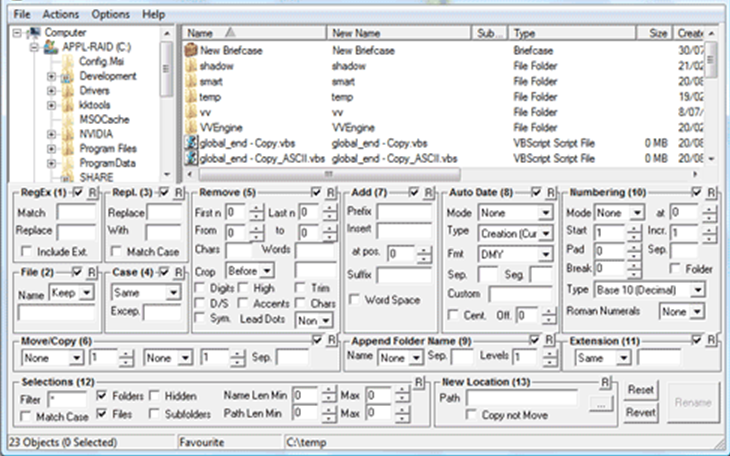 File Actions Options Help
Computer
APPL-RAID (C:)
Config.Msi
Development
Drivers
kktools
MSOCache
NVIDIA
Program Files
ProgramData
SHARE
Name New Name Sub... Type Size Create
New Briefcase New Briefcase Briefcase 30/07
shadow shadow File Folder 21/02
smart smart File Folder 20/08
temp temp File Folder 19/02
vv vv File Folder 8/07/
VVEngine VVEngine File Folder 20/08
global_end - Copy.vbs global_end - Copy.vbs VBScript Script File 0 MB 20/08
global_end - Copy_ASCII.vbs global_end - Copy_ASCII.vbs VBScript Script File 0 MB 20/08
RegEx (1) R
Match
Replace
Include Ext.
Repl. (3) R
Replace
With
Match Case
Remove (5) R
First n 0 Last n 0
From 0 to 0
Chars Words
Crop Before
Digits High Trim
D/S Accents Chars
Sym. Lead Dots Non
Add (7) R
Prefix
Insert
at pos. 0
Suffix
Word Space
Auto Date (8) R
Mode None
Type Creation (Cur
Fmt DMY
Sep. Seg.
Custom
Cent. Off. 0
Numbering (10) R
Mode None at 0
Start 1 Incr. 1
Pad 0 Sep.
Break 0 Folder
Type Base 10 (Decimal)
Roman Numerals None
File (2) R
Name Keep
Case (4) R
Same
Excep.
Move/Copy (6) R
None 1 None 1 Sep.
Append Folder Name (9) R
Name None Sep. Levels 1
Extension (11) R
Same
Selections (12) R
Filter * Folders Hidden Name Len Min 0 Max 0
Match Case Files Subfolders Path Len Min 0 Max 0
New Location (13) R
Path
...
Copy not Move
Reset
Revert
Rename
23 Objects (0 Selected) Favourite C:\temp